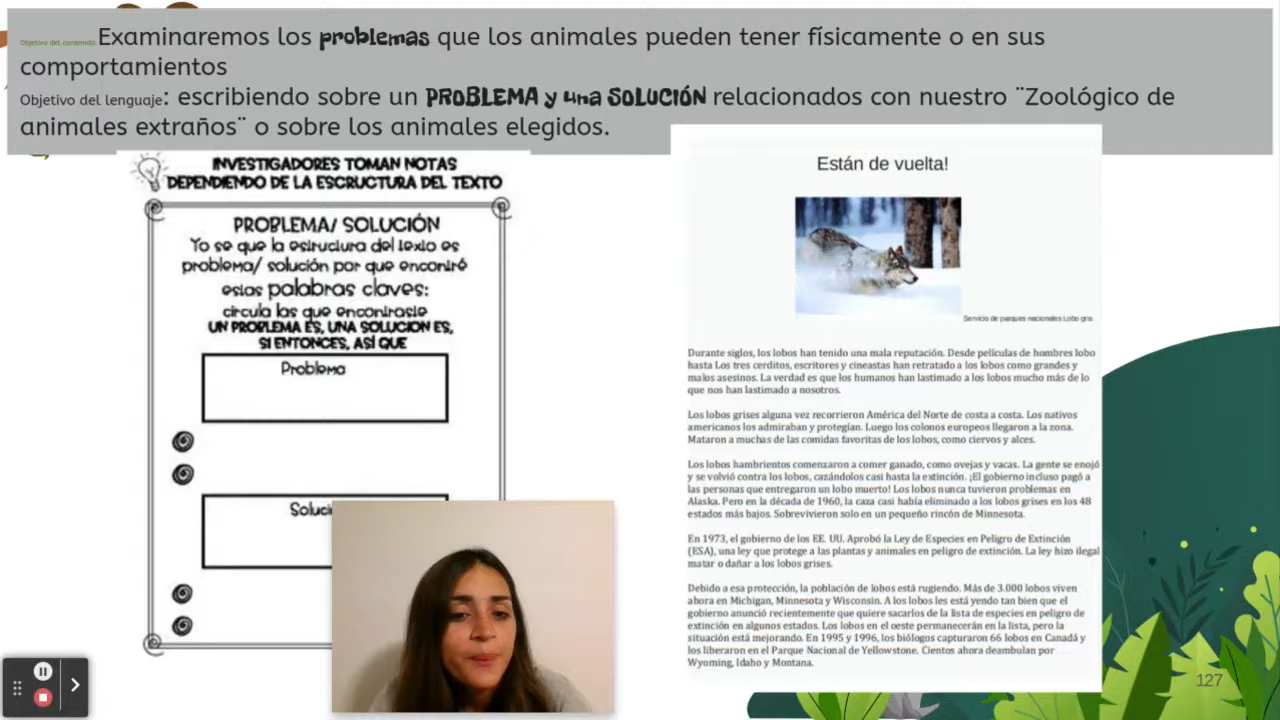 Objetivo del contenido: Examinaremos los problemas que los animales pueden tener físicamente o en sus
comportamientos
Objetivo del lenguaje: escribiendo sobre un PROBLEMA y una SOLUCIÓN relacionados con nuestro ¨Zoológico de
animales extraños¨ o sobre los animales elegidos.
INVESTIGADORES TOMAN NOTAS
DEPENDIENDO DE LA ESCRUCTURA DEL TEXTO
PROBLEMA/ SOLUCIÓN
Yo se que la estructura del texto es
problema/ solución por que encontré
estas palabras claves:
circula las que encontraste
UN PROBLEMA ES, UNA SOLUCION ES,
SI ENTONCES, ASÍ QUE
Problema
Soluci
Están de vuelta!
Servicio de parques nacionales Lobo gris
Durante siglos, los lobos han tenido una mala reputación. Desde películas de hombres lobo
hasta Los tres cerditos, escritores y cineastas han retratado a los lobos como grandes y
malos asesinos. La verdad es que los humanos han lastimado a los lobos mucho más de lo
que nos han lastimado a nosotros.
Los lobos grises alguna vez recorrieron América del Norte de costa a costa. Los nativos
americanos los admiraban y protegían. Luego los colonos europeos llegaron a la zona.
Mataron a muchas de las comidas favoritas de los lobos, como ciervos y alces.
Los lobos hambrientos comenzaron a comer ganado, como ovejas y vacas. La gente se enojó
y se volvió contra los lobos, cazándolos casi hasta la extinción. ¡El gobierno incluso pagó a
las personas que entregaron un lobo muerto! Los lobos nunca tuvieron problemas en
Alaska. Pero en la década de 1960, la caza casi había eliminado a los lobos grises en los 48
estados más bajos. Sobrevivieron solo en un pequeño rincón de Minnesota.
En 1973, el gobierno de los EE. UU. Aprobó la Ley de Especies en Peligro de Extinción
(ESA), una ley que protege a las plantas y animales en peligro de extinción. La ley hizo ilegal
matar o dañar a los lobos grises.
Debido a esa protección, la población de lobos está rugiendo. Más de 3.000 lobos viven
ahora en Michigan, Minnesota y Wisconsin. A los lobos les está yendo tan bien que el
gobierno anunció recientemente que quiere sacarlos de la lista de especies en peligro de
extinción en algunos estados. Los lobos en el oeste permanecerán en la lista, pero la
situación está mejorando. En 1995 y 1996, los biólogos capturaron 66 lobos en Canadá y
los liberaron en el Parque Nacional de Yellowstone. Cientos ahora deambulan por
Wyoming, Idaho y Montana.
127